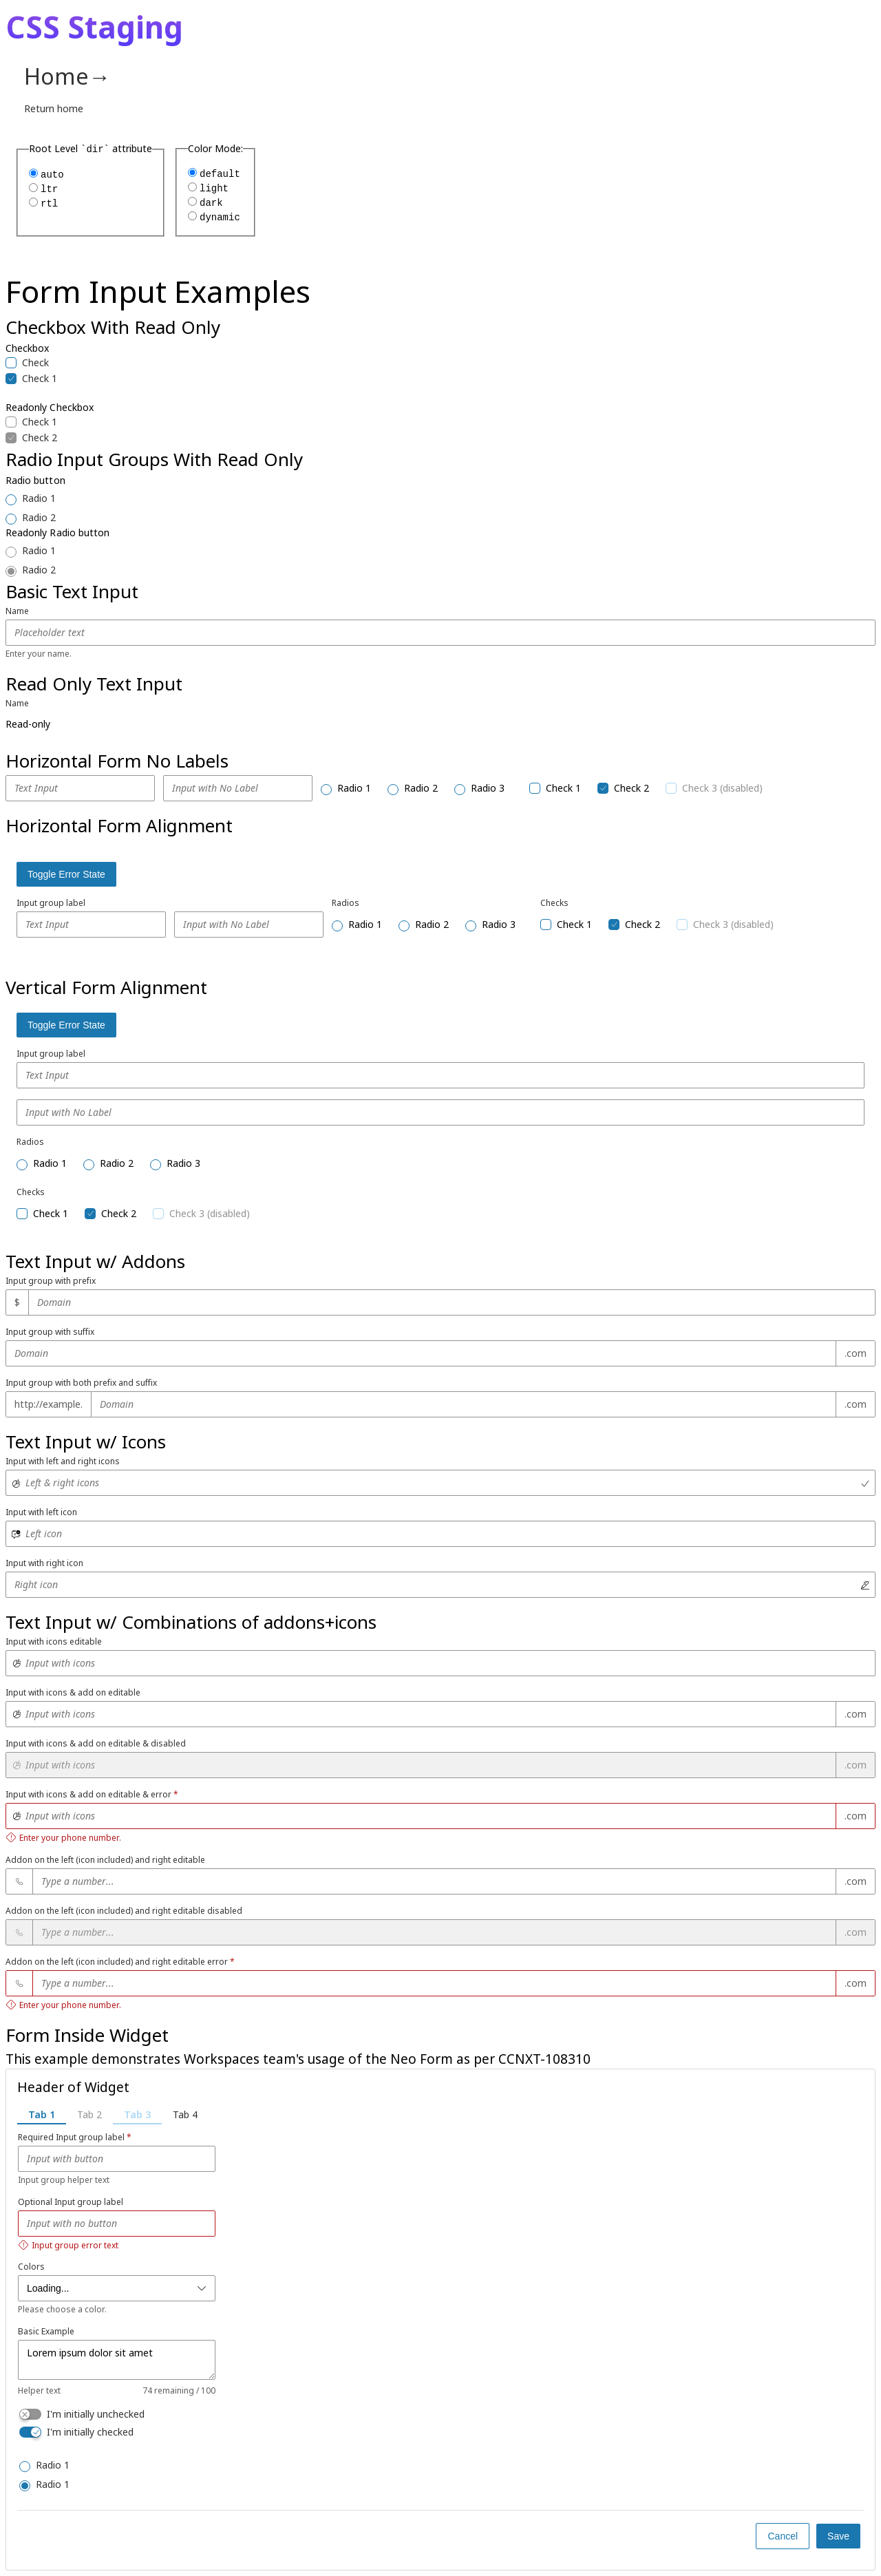 CSS Staging
Home→
Return home
Root Level `dir` attribute
auto
ltr
rtl
Color Mode:
default
light
dark
dynamic
Form Input Examples
Checkbox With Read Only
Checkbox
Check
Check 1
Readonly Checkbox
Check 1
Check 2
Radio Input Groups With Read Only
Radio button
Radio 1
Radio 2
Readonly Radio button
Radio 1
Radio 2
Basic Text Input
Name
Placeholder text
Enter your name.
Read Only Text Input
Name
Read-only
Horizontal Form No Labels
Text Input Input with No Label Radio 1 Radio 2 Radio 3 Check 1 Check 2 Check 3 (disabled)
Horizontal Form Alignment
Toggle Error State
Input group label Radios Checks
Text Input Input with No Label Radio 1 Radio 2 Radio 3 Check 1 Check 2 Check 3 (disabled)
Vertical Form Alignment
Toggle Error State
Input group label
Text Input
Input with No Label
Radios
Radio 1 Radio 2 Radio 3
Checks
Check 1 Check 2 Check 3 (disabled)
Text Input w/ Addons
Input group with prefix
$ Domain
Input group with suffix
Domain .com
Input group with both prefix and suffix
http://example. Domain .com
Text Input w/ Icons
Input with left and right icons
Left & right icons
Input with left icon
Left icon
Input with right icon
Right icon
Text Input w/ Combinations of addons+icons
Input with icons editable
Input with icons
Input with icons & add on editable
Input with icons .com
Input with icons & add on editable & disabled
Input with icons .com
Input with icons & add on editable & error *
Input with icons .com
Enter your phone number.
Addon on the left (icon included) and right editable
Type a number... .com
Addon on the left (icon included) and right editable disabled
Type a number... .com
Addon on the left (icon included) and right editable error *
Type a number... .com
Enter your phone number.
Form Inside Widget
This example demonstrates Workspaces team's usage of the Neo Form as per CCNXT-108310
Header of Widget
Tab 1 Tab 2 Tab 3 Tab 4
Required Input group label *
Input with button
Input group helper text
Optional Input group label
Input with no button
Input group error text
Colors
Loading...
Please choose a color.
Basic Example
Lorem ipsum dolor sit amet
Helper text 74 remaining / 100
I'm initially unchecked
I'm initially checked
Radio 1
Radio 1
Cancel Save